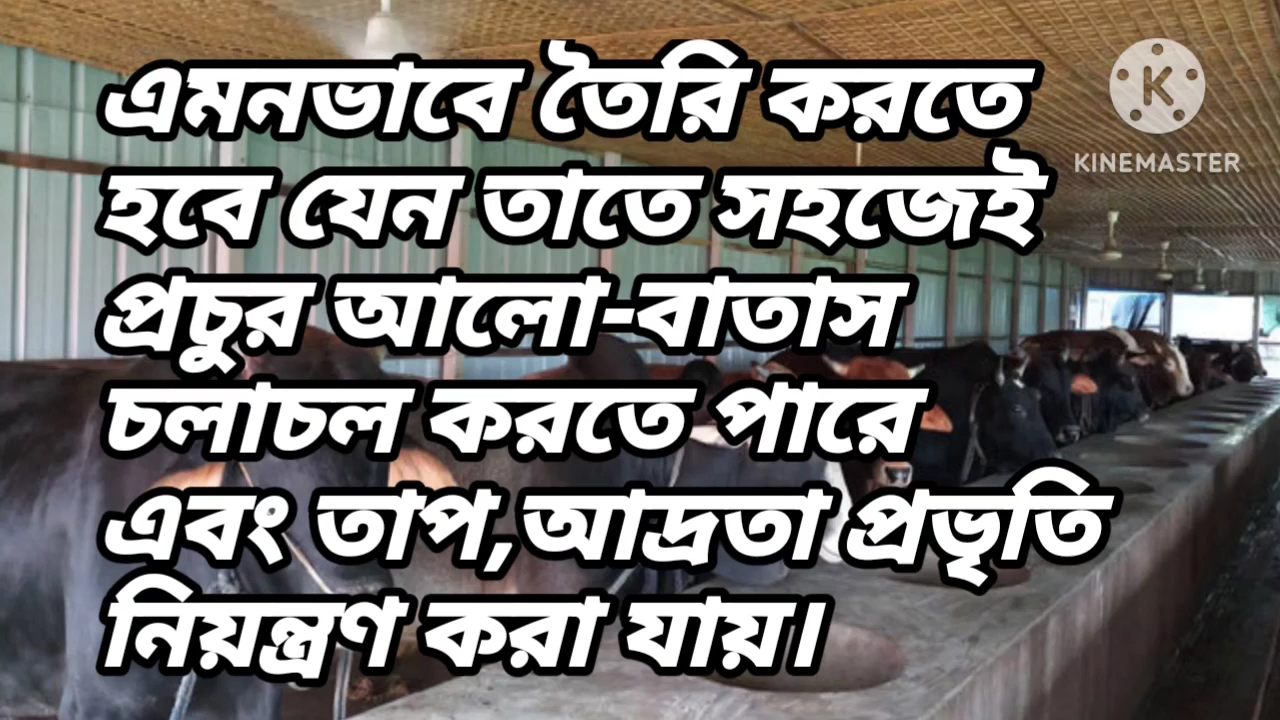 এমনভাবে তৈরি করতে
হবে যেন তাতে সহজেই
প্রচুর আলো-বাতাস
চলাচল করতে পারে
এবং তাপ,আদ্রতা প্রভৃতি
নিয়ন্ত্রণ করা যায়।
K
KINEMASTER